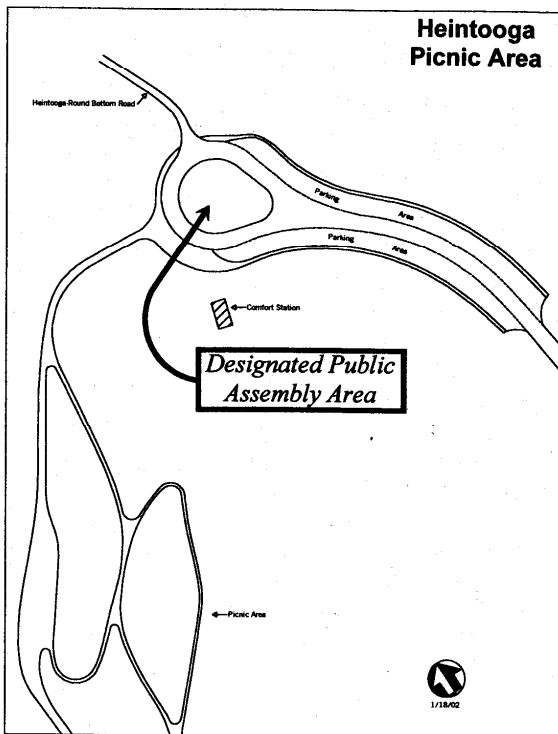 Heintooga
Picnic Area
Heintooga-Round Bottom Road
Parking Area
Parking Area
Comfort Station
Designated Public
Assembly Area
Picnic Area
1/18/02